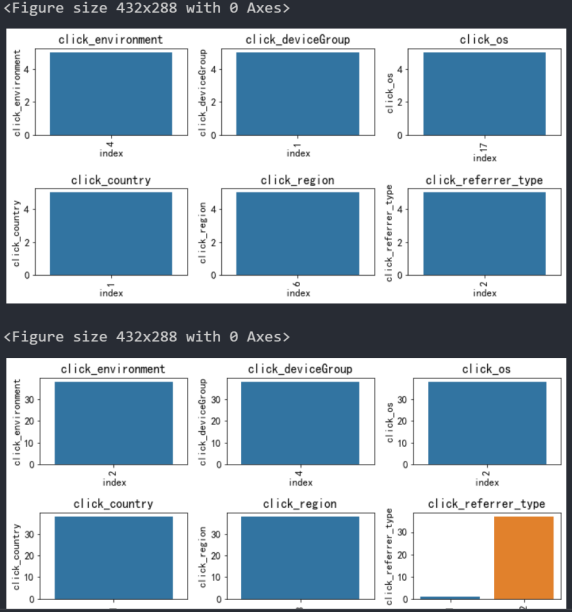 <Figure size 432x288 with 0 Axes>
click_environment click_deviceGroup click_os
click_environment click_deviceGroup click_os
4 4 4
2 2 2
0 0 0
4 1 17
index index index
click_country click_region click_referrer_type
click_country click_region click_referrer_type
4 4 4
2 2 2
0 0 0
1 6 2
index index index
<Figure size 432x288 with 0 Axes>
click_environment click_deviceGroup click_os
click_environment click_deviceGroup click_os
30 30 30
20 20 20
10 10 10
0 0 0
2 4 2
index index index
click_country click_region click_referrer_type
click_country click_region click_referrer_type
30 30 30
20 20 20
10 10 10
0 0 0